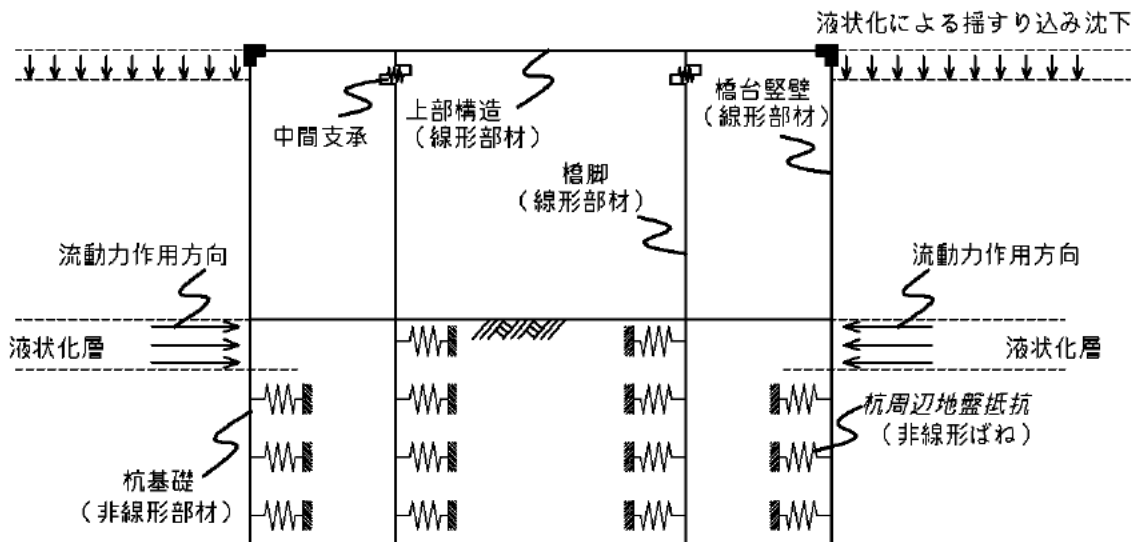 液状化による揺すり込み沈下
中間支承
上部構造
(線形部材)
橋台竪壁
(線形部材)
橋脚
(線形部材)
流動力作用方向
流動力作用方向
液状化層
液状化層
杭周辺地盤抵抗
(非線形ばね)
杭基礎
(非線形部材)